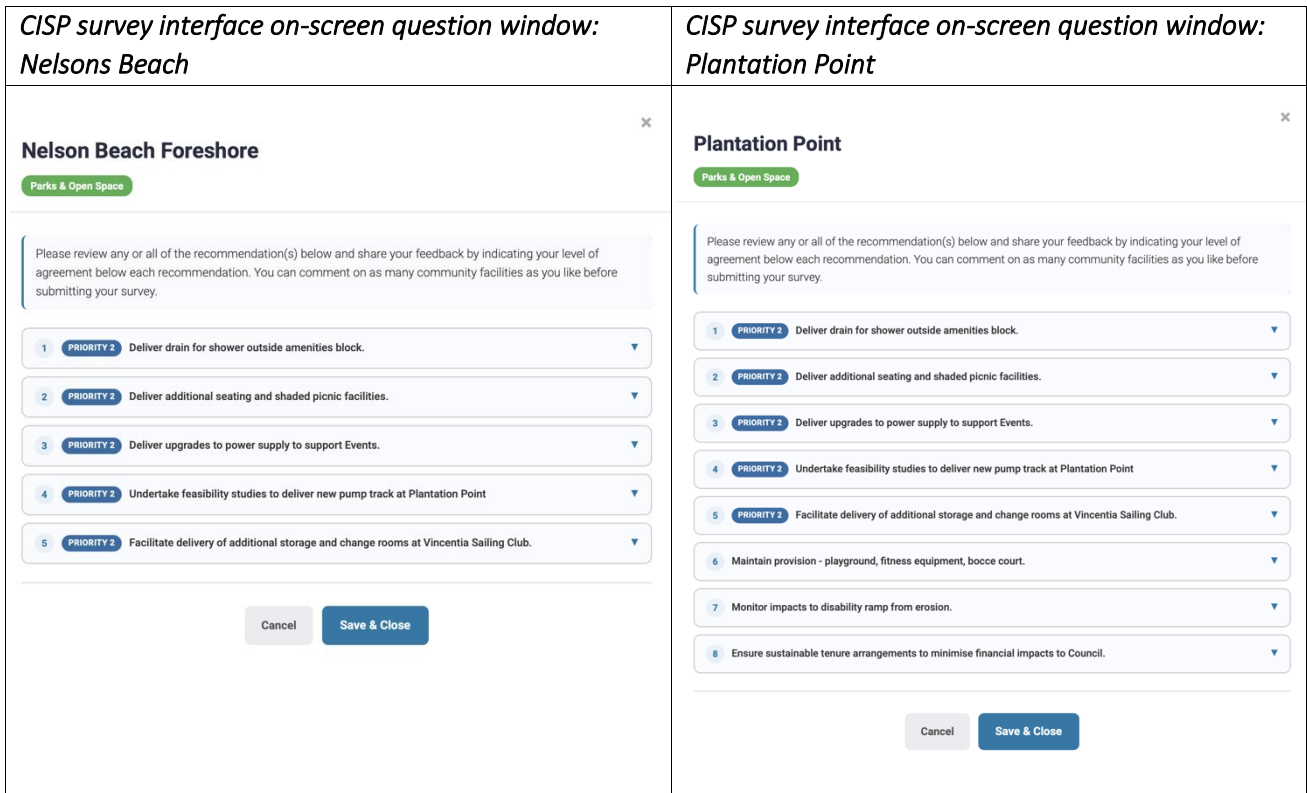 CISP survey interface on-screen question window:
Nelsons Beach
×
Nelson Beach Foreshore
Parks & Open Space
Please review any or all of the recommendation(s) below and share your feedback by indicating your level of
agreement below each recommendation. You can comment on as many community facilities as you like before
submitting your survey.
1 PRIORITY 2 Deliver drain for shower outside amenities block. ▼
2 PRIORITY 2 Deliver additional seating and shaded picnic facilities. ▼
3 PRIORITY 2 Deliver upgrades to power supply to support Events. ▼
4 PRIORITY 2 Undertake feasibility studies to deliver new pump track at Plantation Point ▼
5 PRIORITY 2 Facilitate delivery of additional storage and change rooms at Vincentia Sailing Club. ▼
Cancel Save & Close
CISP survey interface on-screen question window:
Plantation Point
×
Plantation Point
Parks & Open Space
Please review any or all of the recommendation(s) below and share your feedback by indicating your level of
agreement below each recommendation. You can comment on as many community facilities as you like before
submitting your survey.
1 PRIORITY 2 Deliver drain for shower outside amenities block. ▼
2 PRIORITY 2 Deliver additional seating and shaded picnic facilities. ▼
3 PRIORITY 2 Deliver upgrades to power supply to support Events. ▼
4 PRIORITY 2 Undertake feasibility studies to deliver new pump track at Plantation Point ▼
5 PRIORITY 2 Facilitate delivery of additional storage and change rooms at Vincentia Sailing Club. ▼
6 Maintain provision - playground, fitness equipment, bocce court. ▼
7 Monitor impacts to disability ramp from erosion. ▼
8 Ensure sustainable tenure arrangements to minimise financial impacts to Council. ▼
Cancel Save & Close